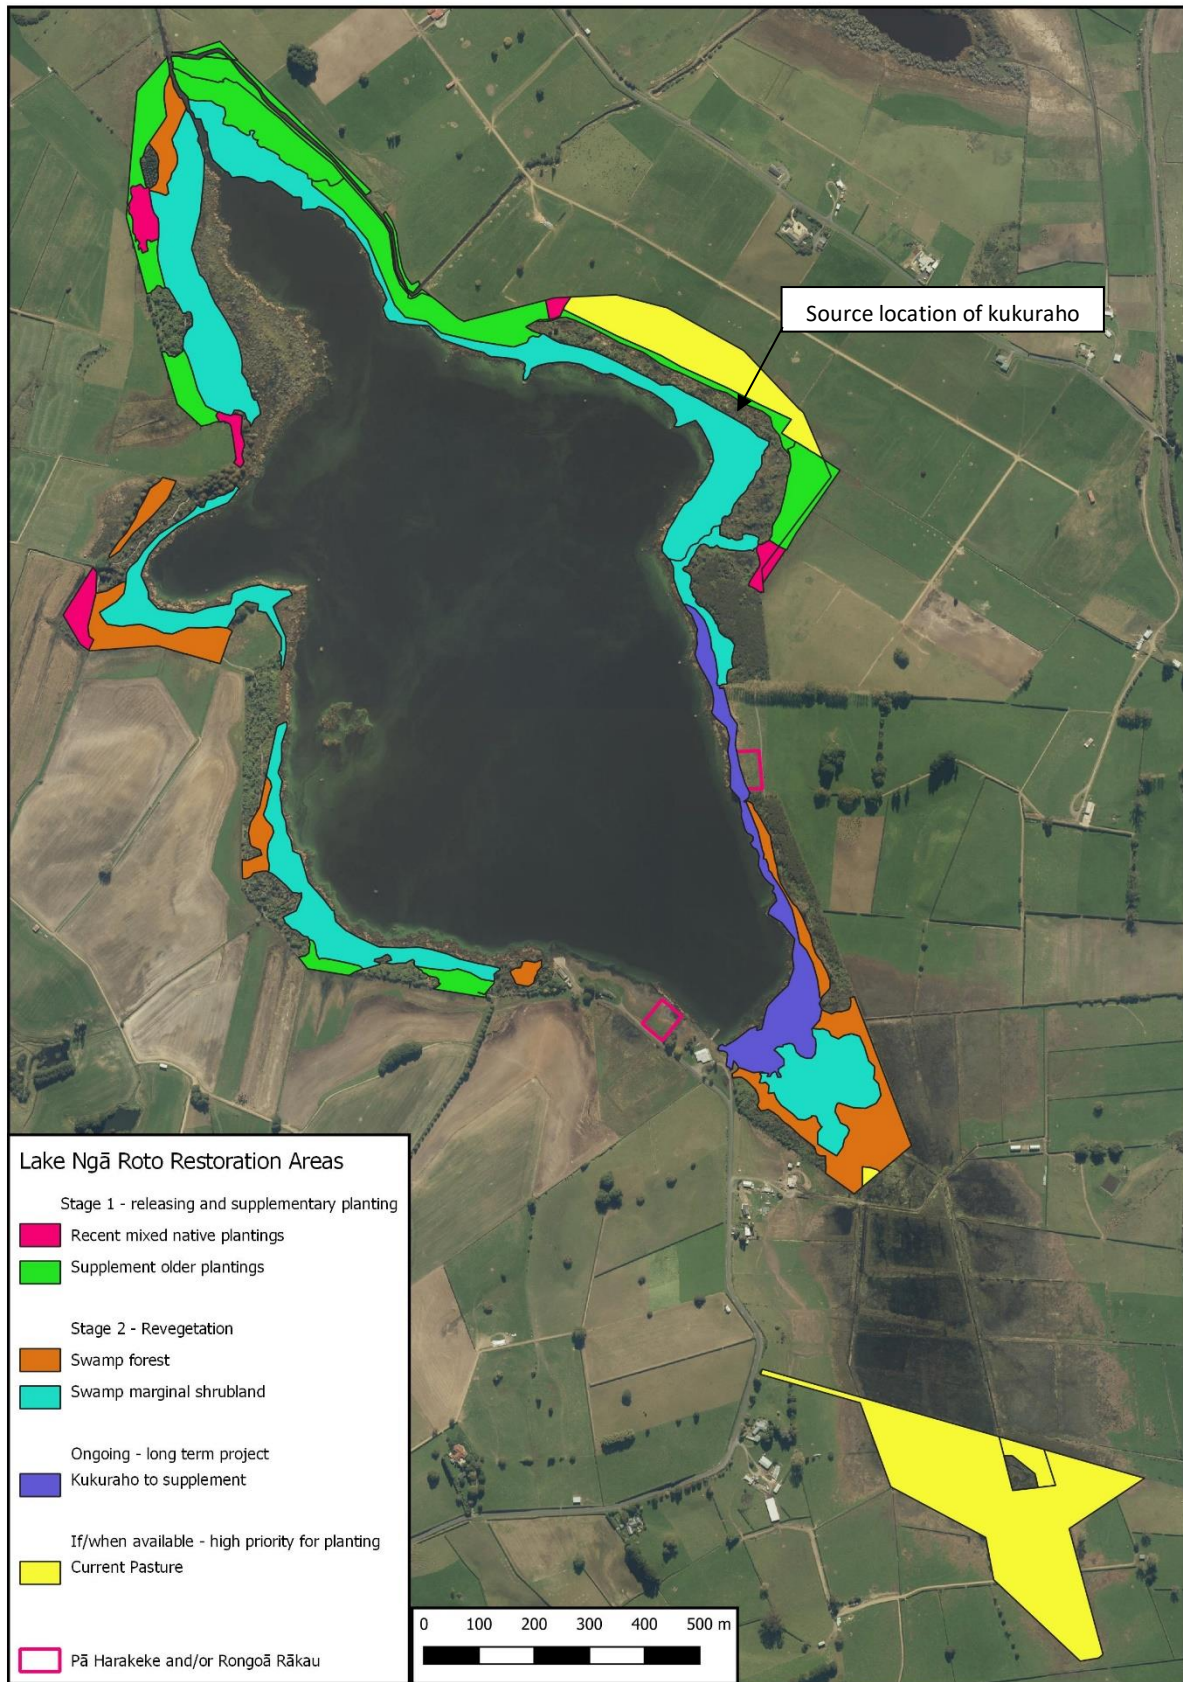 Source location of kukuraho
Lake Ngā Roto Restoration Areas
Stage 1 - releasing and supplementary planting
Recent mixed native plantings
Supplement older plantings
Stage 2 - Revegetation
Swamp forest
Swamp marginal shrubland
Ongoing - long term project
Kukuraho to supplement
If/when available - high priority for planting
Current Pasture
Pā Harakeke and/or Rongoā Rākau
0 100 200 300 400 500 m